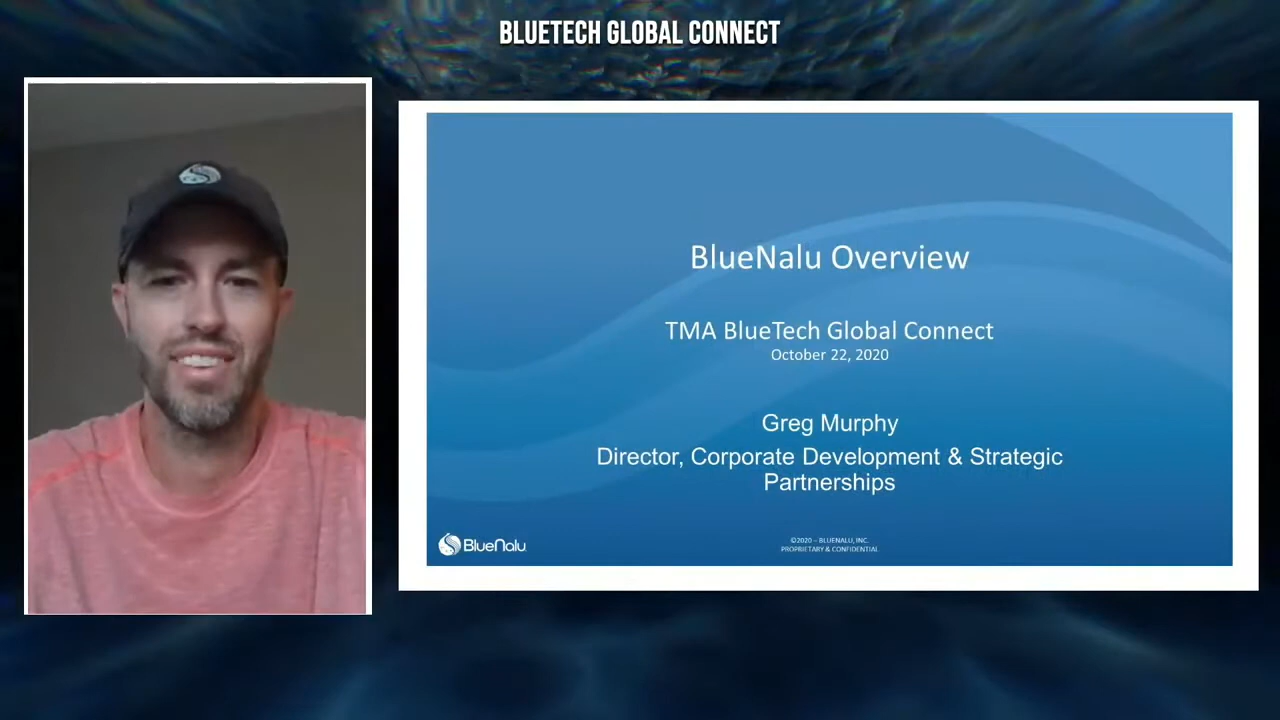 BLUETECH GLOBAL CONNECT
BlueNalu Overview
TMA BlueTech Global Connect
October 22, 2020
Greg Murphy
Director, Corporate Development & Strategic
Partnerships
BlueNalu
©2020 – BLUENALU, INC.
PROPRIETARY & CONFIDENTIAL